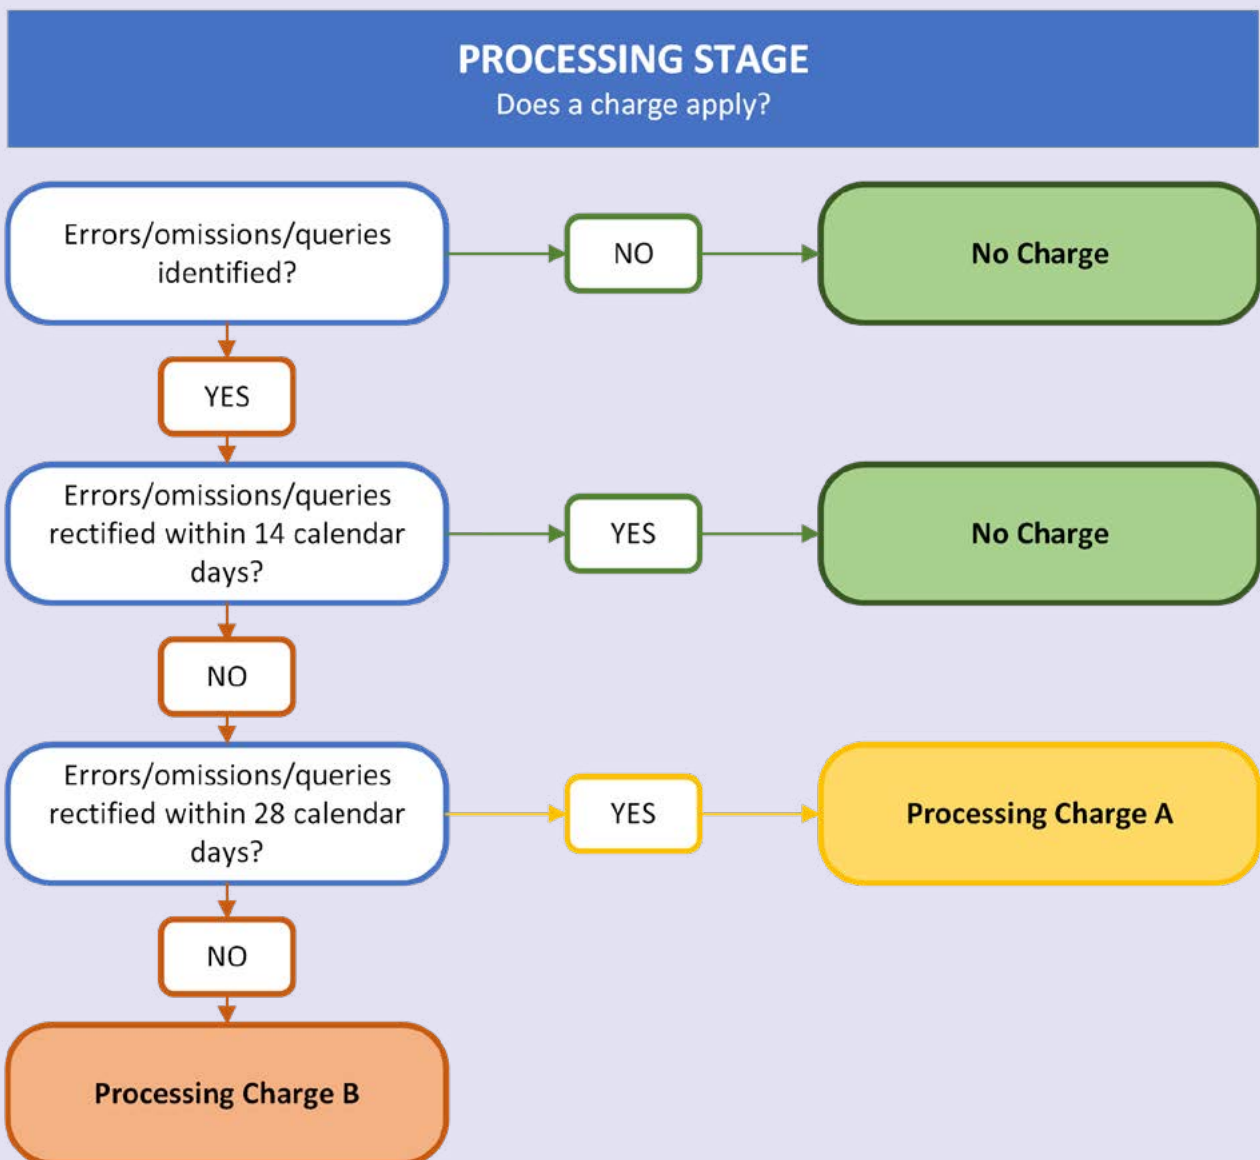 PROCESSING STAGE
Does a charge apply?
Errors/omissions/queries
identified?
NO
No Charge
YES
Errors/omissions/queries
rectified within 14 calendar
days?
YES
No Charge
NO
Errors/omissions/queries
rectified within 28 calendar
days?
YES
Processing Charge A
NO
Processing Charge B